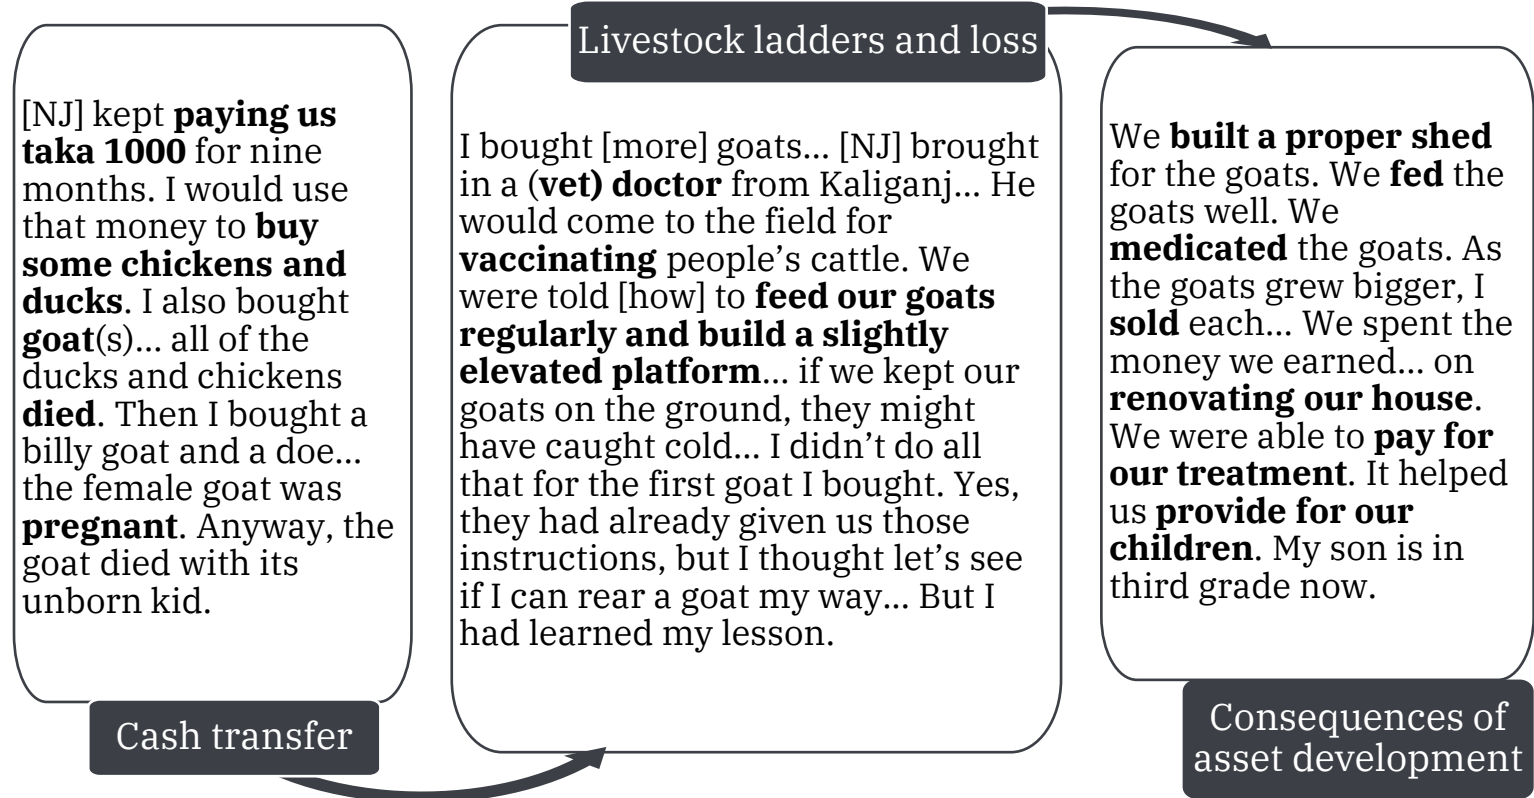 [NJ] kept paying us
taka 1000 for nine
months. I would use
that money to buy
some chickens and
ducks. I also bought
goat(s)... all of the
ducks and chickens
died. Then I bought a
billy goat and a doe...
the female goat was
pregnant. Anyway, the
goat died with its
unborn kid.
Cash transfer
Livestock ladders and loss
I bought [more] goats... [NJ] brought
in a (vet) doctor from Kaliganj... He
would come to the field for
vaccinating people’s cattle. We
were told [how] to feed our goats
regularly and build a slightly
elevated platform... if we kept our
goats on the ground, they might
have caught cold... I didn’t do all
that for the first goat I bought. Yes,
they had already given us those
instructions, but I thought let’s see
if I can rear a goat my way... But I
had learned my lesson.
We built a proper shed
for the goats. We fed the
goats well. We
medicated the goats. As
the goats grew bigger, I
sold each... We spent the
money we earned... on
renovating our house.
We were able to pay for
our treatment. It helped
us provide for our
children. My son is in
third grade now.
Consequences of
asset development